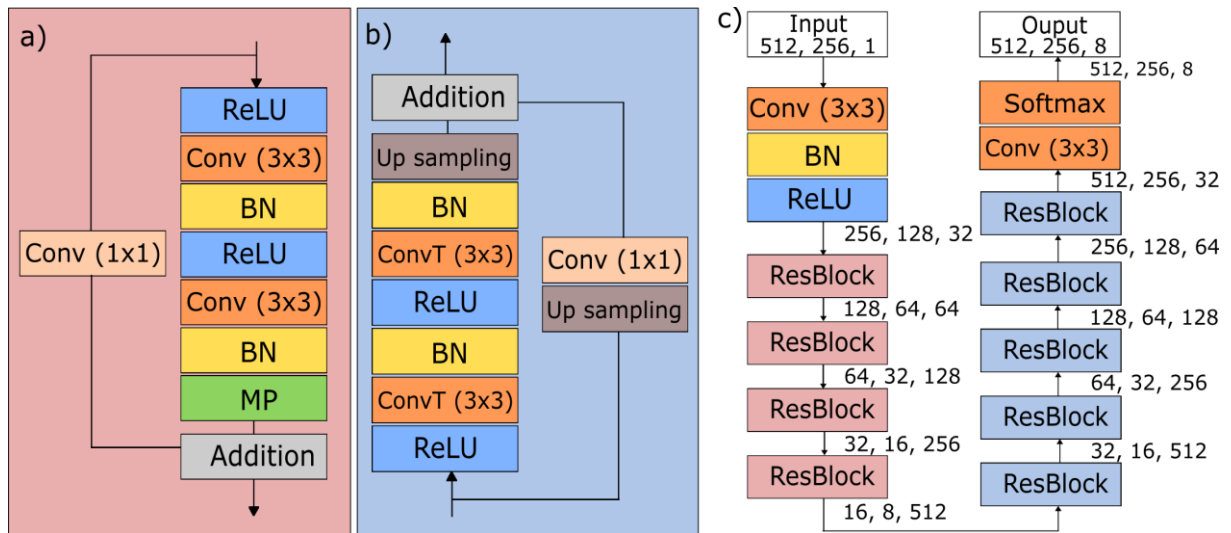 a)
ReLU
Conv (3x3)
BN
ReLU
Conv (1x1)
Conv (3x3)
BN
MP
Addition
b)
Addition
Up sampling
BN
ConvT (3x3)
Conv (1x1)
ReLU
Up sampling
BN
ConvT (3x3)
ReLU
c)
Input
512, 256, 1
Conv (3x3)
BN
ReLU
256, 128, 32
ResBlock
128, 64, 64
ResBlock
64, 32, 128
ResBlock
32, 16, 256
ResBlock
16, 8, 512
Ouput
512, 256, 8
512, 256, 8
Softmax
Conv (3x3)
512, 256, 32
ResBlock
256, 128, 64
ResBlock
128, 64, 128
ResBlock
64, 32, 256
ResBlock
32, 16, 512
ResBlock